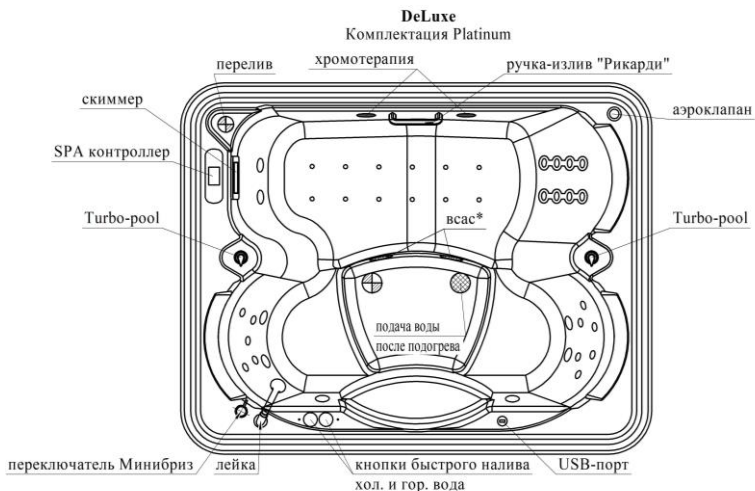 DeLuxe
Комплектация Platinum
перелив
хромотерапия
ручка-излив "Рикарди"
скиммер
аэроклапан
SPA контроллер
Turbo-pool
всас*
Turbo-pool
подача воды
после подогрева
переключатель Минибриз
лейка
кнопки быстрого налива
хол. и гор. вода
USB-порт